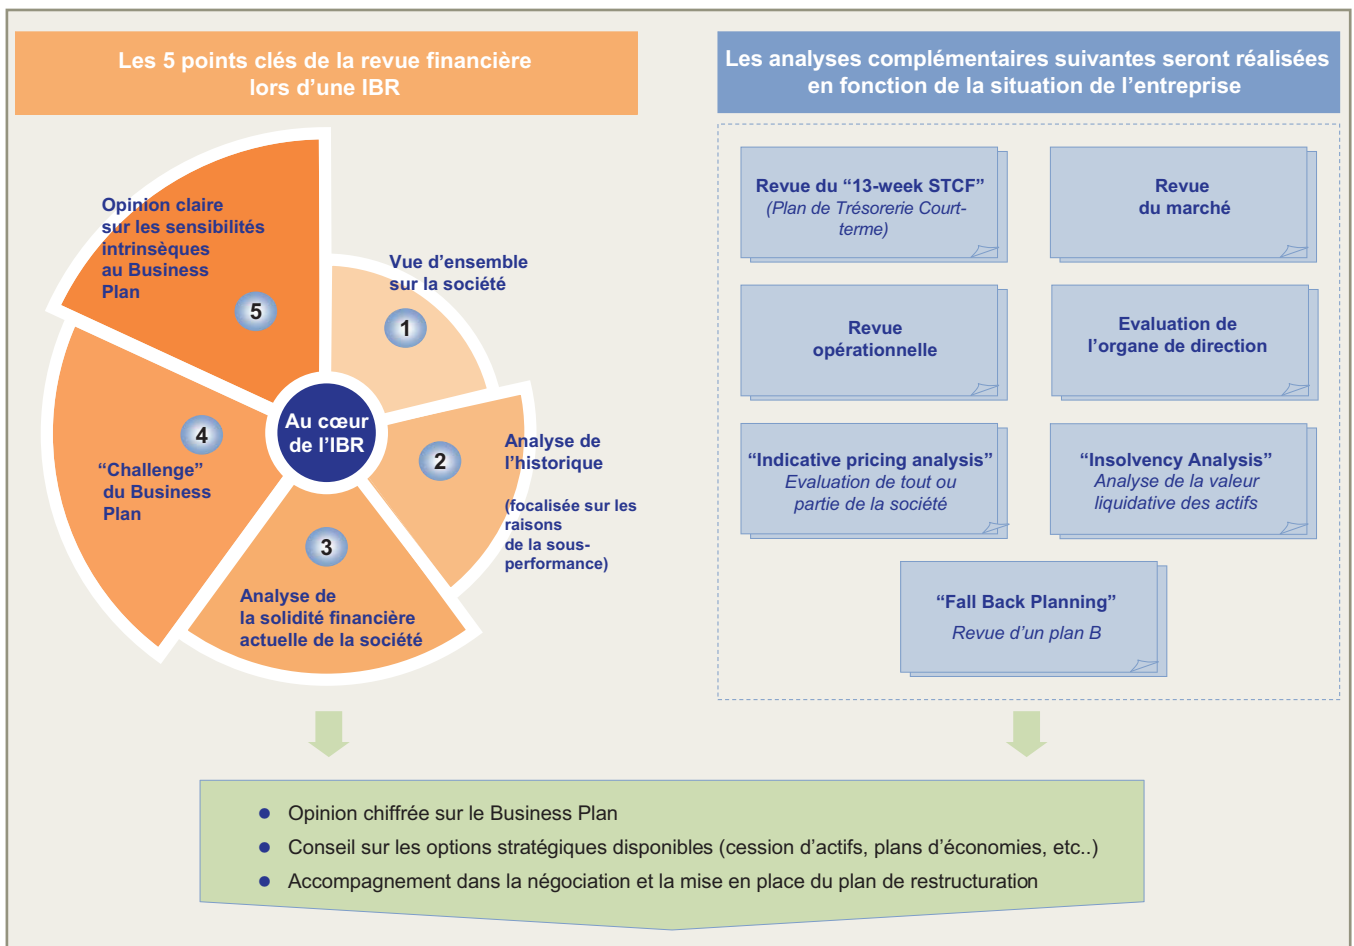 Les 5 points clés de la revue financière
lors d’une IBR
Opinion claire
sur les sensibilités
intrinsèques
au Business
Plan
5
Vue d’ensemble
sur la société
1
Au cœur
de l’IBR
4
“Challenge”
du Business
Plan
2
Analyse de
l’historique
(focalisée sur les
raisons
de la sous-
performance)
3
Analyse de
la solidité financière
actuelle de la société
Les analyses complémentaires suivantes seront réalisées
en fonction de la situation de l’entreprise
Revue du “13-week STCF”
(Plan de Trésorerie Court-
terme)
Revue
du marché
Revue
opérationnelle
Evaluation de
l’organe de direction
“Indicative pricing analysis”
Evaluation de tout ou
partie de la société
“Insolvency Analysis”
Analyse de la valeur
liquidative des actifs
“Fall Back Planning”
Revue d’un plan B
● Opinion chiffrée sur le Business Plan
● Conseil sur les options stratégiques disponibles (cession d’actifs, plans d’économies, etc..)
● Accompagnement dans la négociation et la mise en place du plan de restructuration